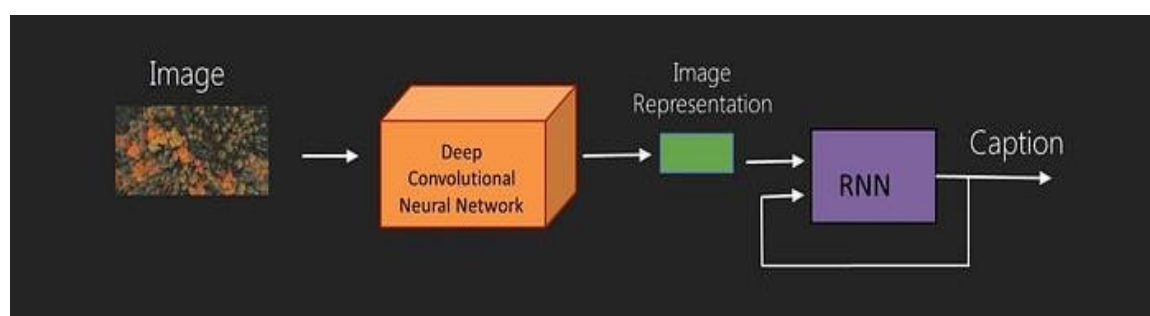 Image
Deep
Convolutional
Neural Network
Image
Representation
RNN
Caption